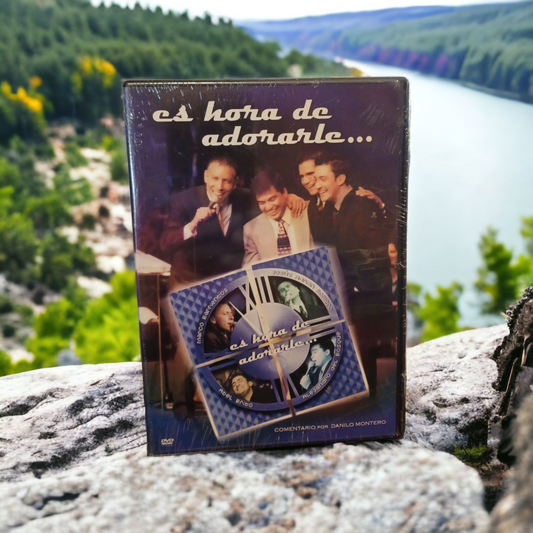 es hora de
adorarle...
es hora de
adorarle...
DVD
COMENTARIO POR DANILO MONTERO